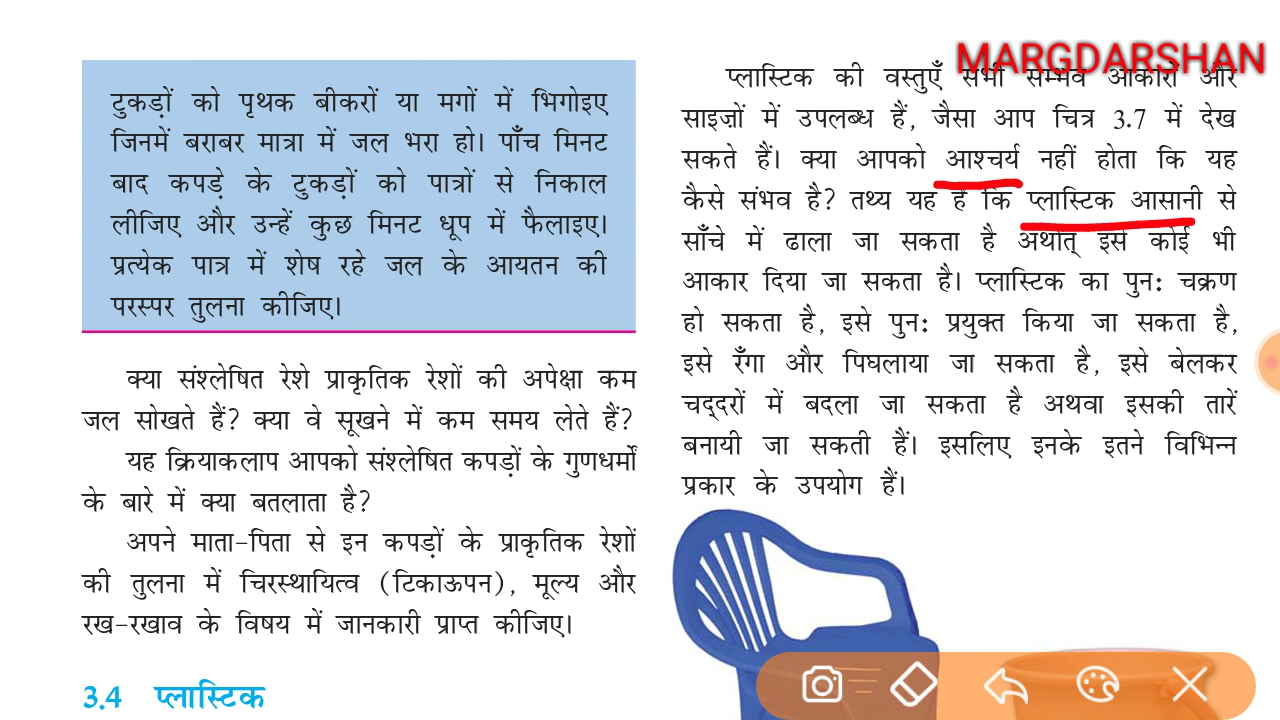 MARGDARSHAN
टुकड़ों को पृथक बीकरों या मगों में भिगोइए
जिनमें बराबर मात्रा में जल भरा हो। पाँच मिनट
बाद कपड़े के टुकड़ों को पात्रों से निकाल
लीजिए और उन्हें कुछ मिनट धूप में फैलाइए।
प्रत्येक पात्र में शेष रहे जल के आयतन की
परस्पर तुलना कीजिए।
क्या संश्लेषित रेशे प्राकृतिक रेशों की अपेक्षा कम
जल सोखते हैं? क्या वे सूखने में कम समय लेते हैं?
यह क्रियाकलाप आपको संश्लेषित कपड़ों के गुणधर्मों
के बारे में क्या बतलाता है?
अपने माता-पिता से इन कपड़ों के प्राकृतिक रेशों
की तुलना में चिरस्थायित्व (टिकाऊपन), मूल्य और
रख-रखाव के विषय में जानकारी प्राप्त कीजिए।
3.4 प्लास्टिक
प्लास्टिक की वस्तुएँ सभी सम्भव आकारों और
साइज़ों में उपलब्ध हैं, जैसा आप चित्र 3.7 में देख
सकते हैं। क्या आपको आश्चर्य नहीं होता कि यह
कैसे संभव है? तथ्य यह है कि प्लास्टिक आसानी से
साँचे में ढाला जा सकता है अर्थात् इसे कोई भी
आकार दिया जा सकता है। प्लास्टिक का पुन: चक्रण
हो सकता है, इसे पुन: प्रयुक्त किया जा सकता है,
इसे रँगा और पिघलाया जा सकता है, इसे बेलकर
चद्दरों में बदला जा सकता है अथवा इसकी तारें
बनायी जा सकती हैं। इसलिए इनके इतने विभिन्न
प्रकार के उपयोग हैं।